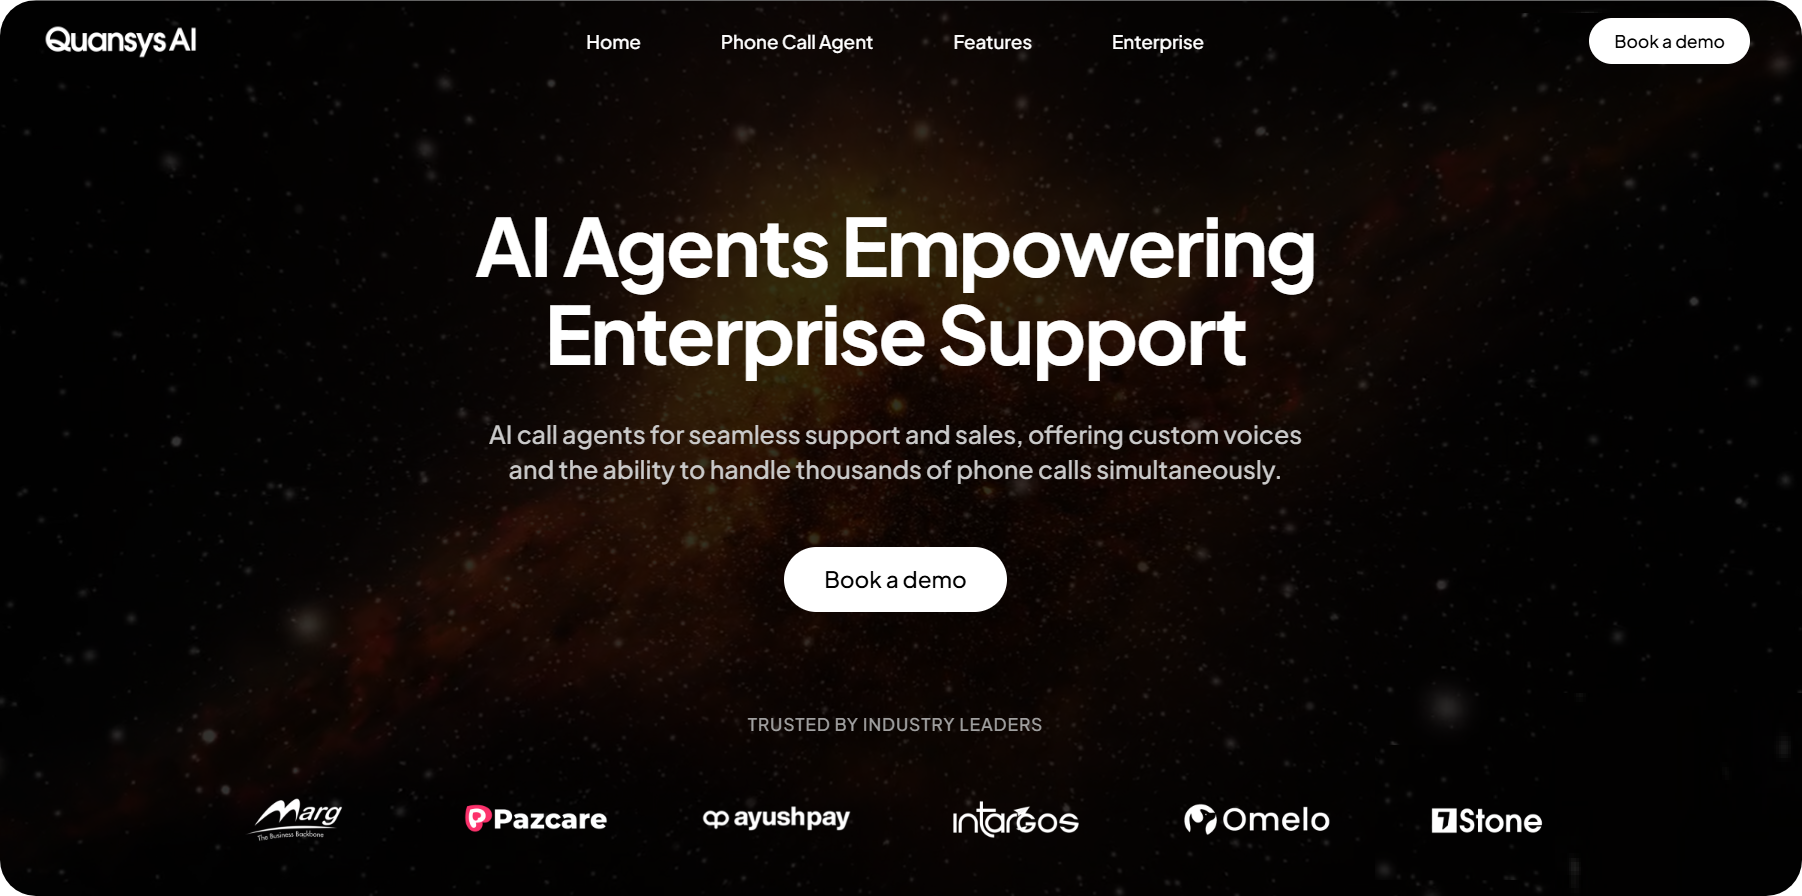 Quansys AI
Home
Phone Call Agent
Features
Enterprise
Book a demo
AI Agents Empowering
Enterprise Support
AI call agents for seamless support and sales, offering custom voices
and the ability to handle thousands of phone calls simultaneously.
Book a demo
TRUSTED BY INDUSTRY LEADERS
Marg
The Business Backbone
Pazcare
ayushpay
intargos
Omelo
1Stone